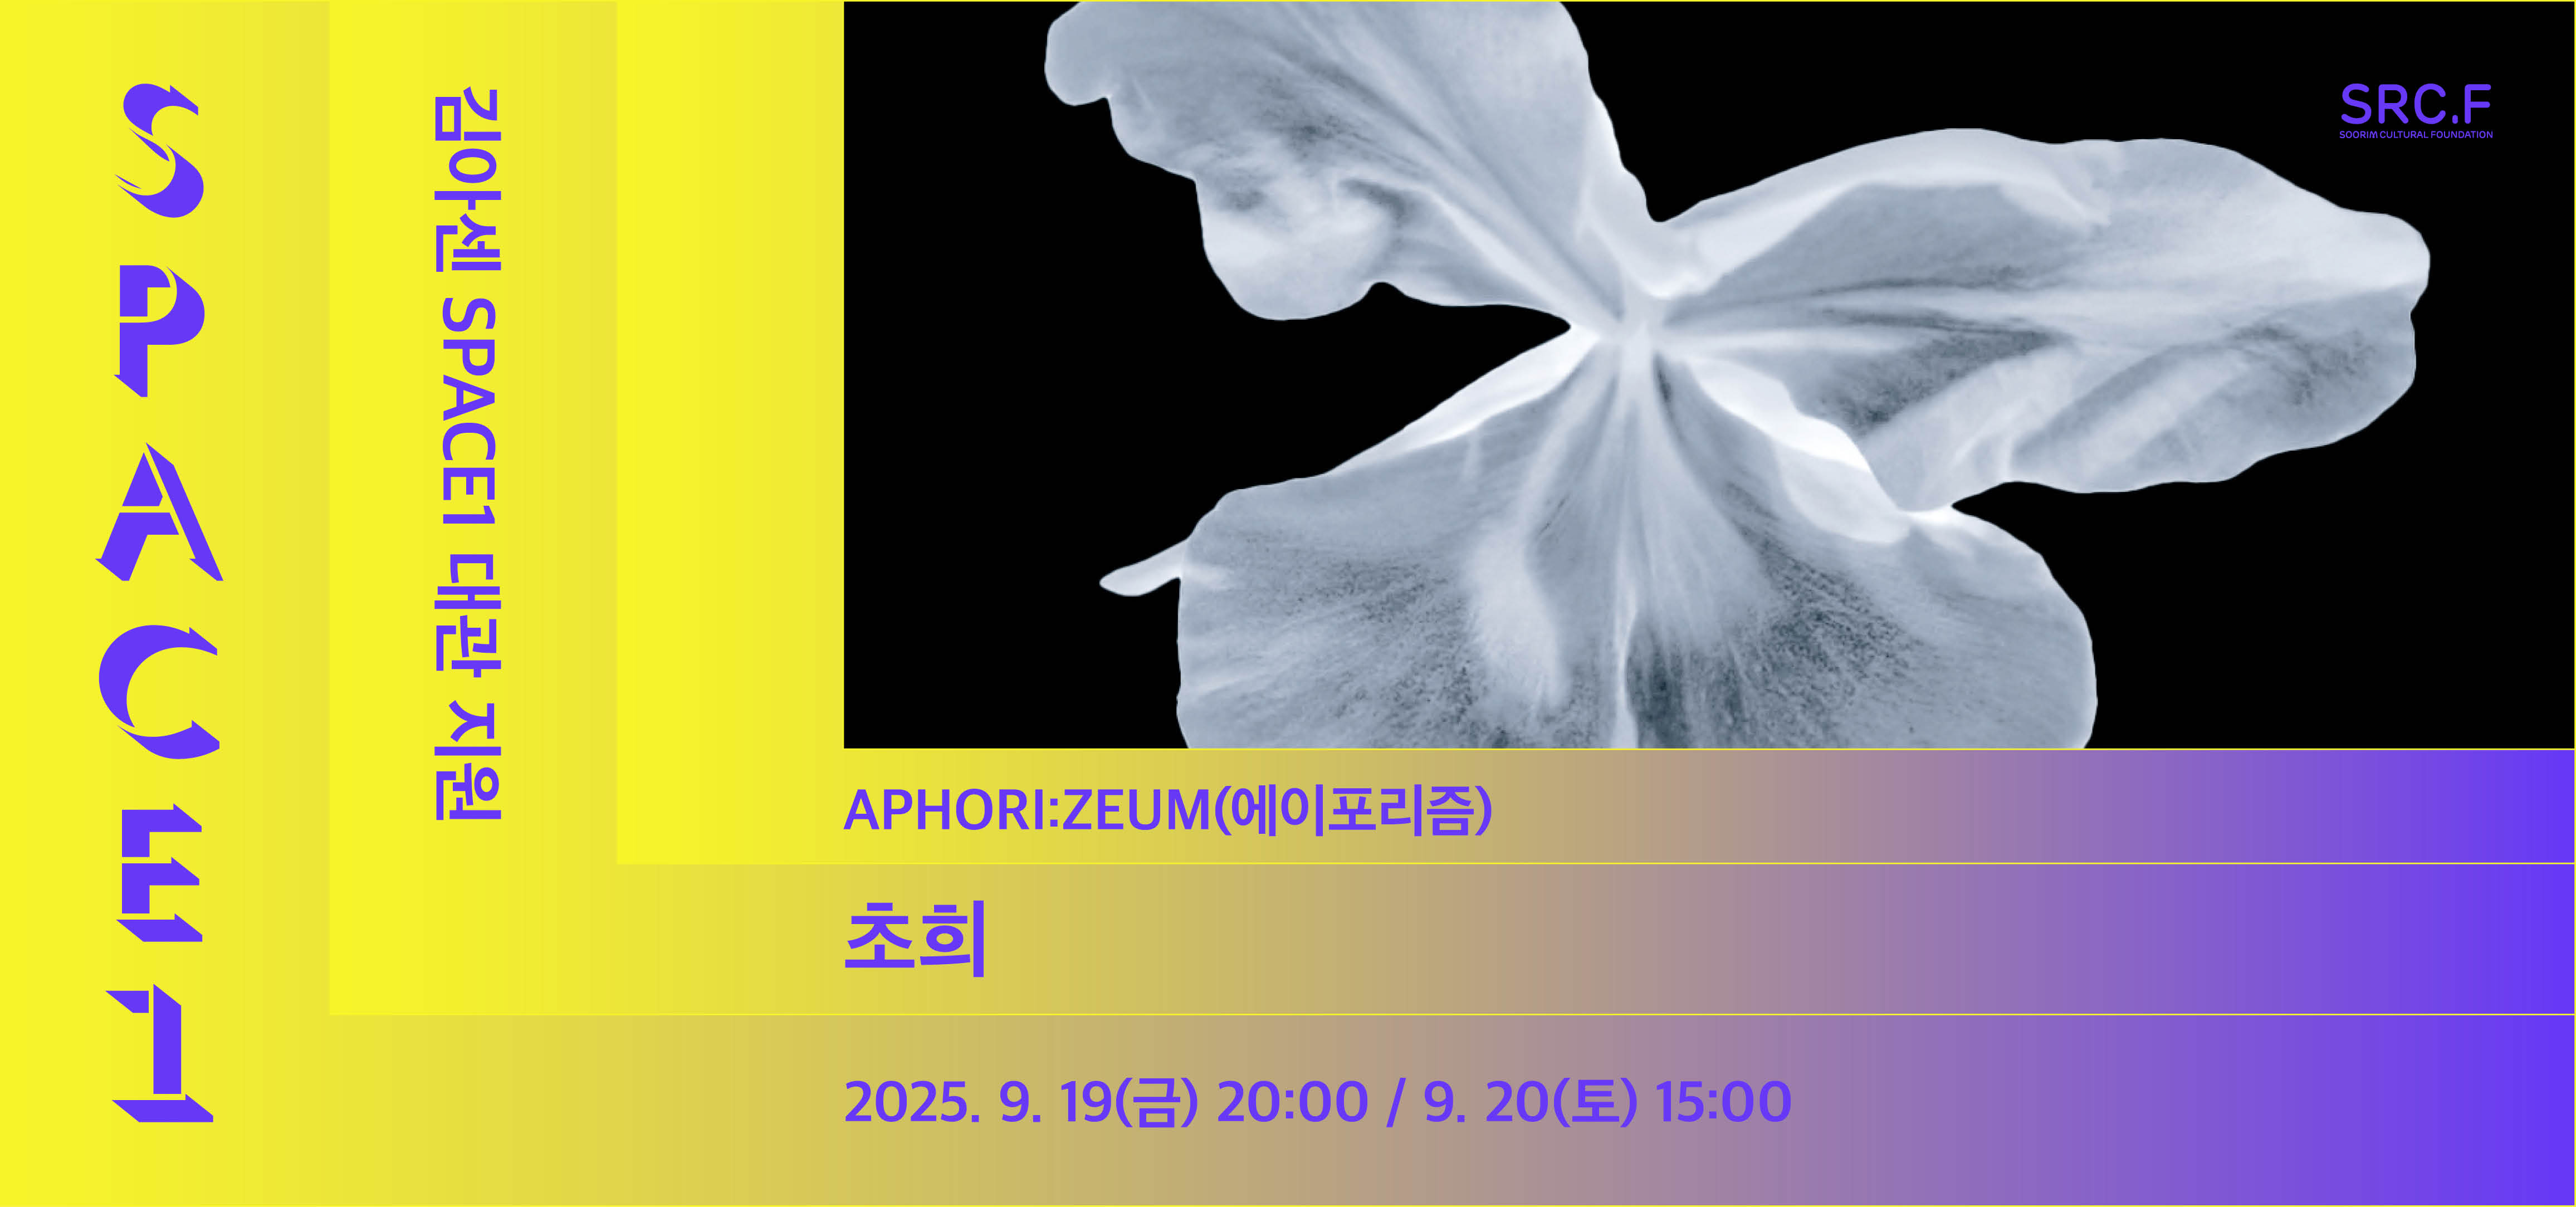 SPACE1
김아센 SPACE1 대관 지원
SRC.F
SOORIM CULTURAL FOUNDATION
APHORI:ZEUM(에이포리즘)
초희
2025. 9. 19(금) 20:00 / 9. 20(토) 15:00